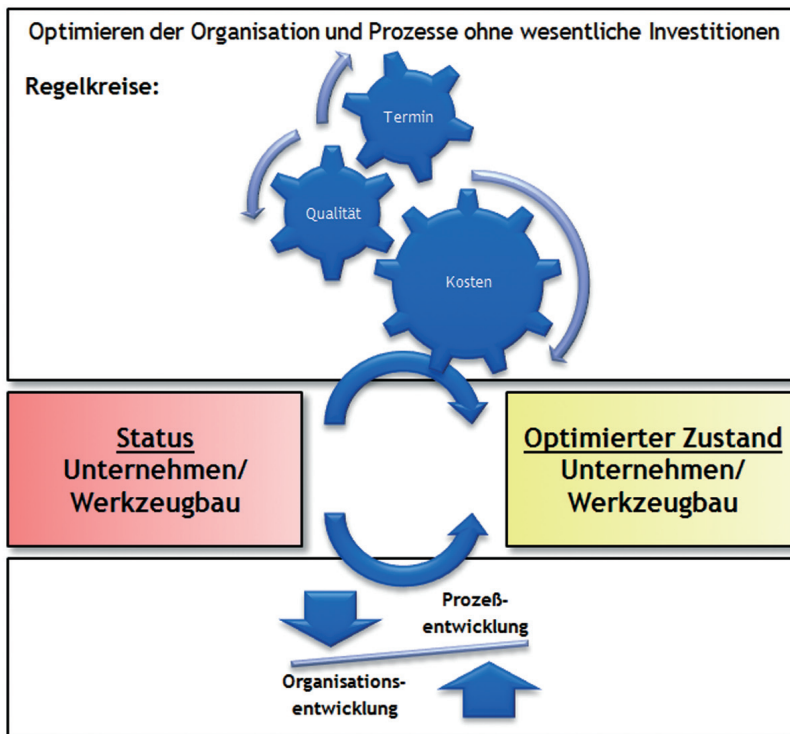 Optimieren der Organisation und Prozesse ohne wesentliche Investitionen
Regelkreise:
Termin
Qualität
Kosten
Status
Unternehmen/
Werkzeugbau
Optimierter Zustand
Unternehmen/
Werkzeugbau
Prozeß-
entwicklung
Organisations-
entwicklung